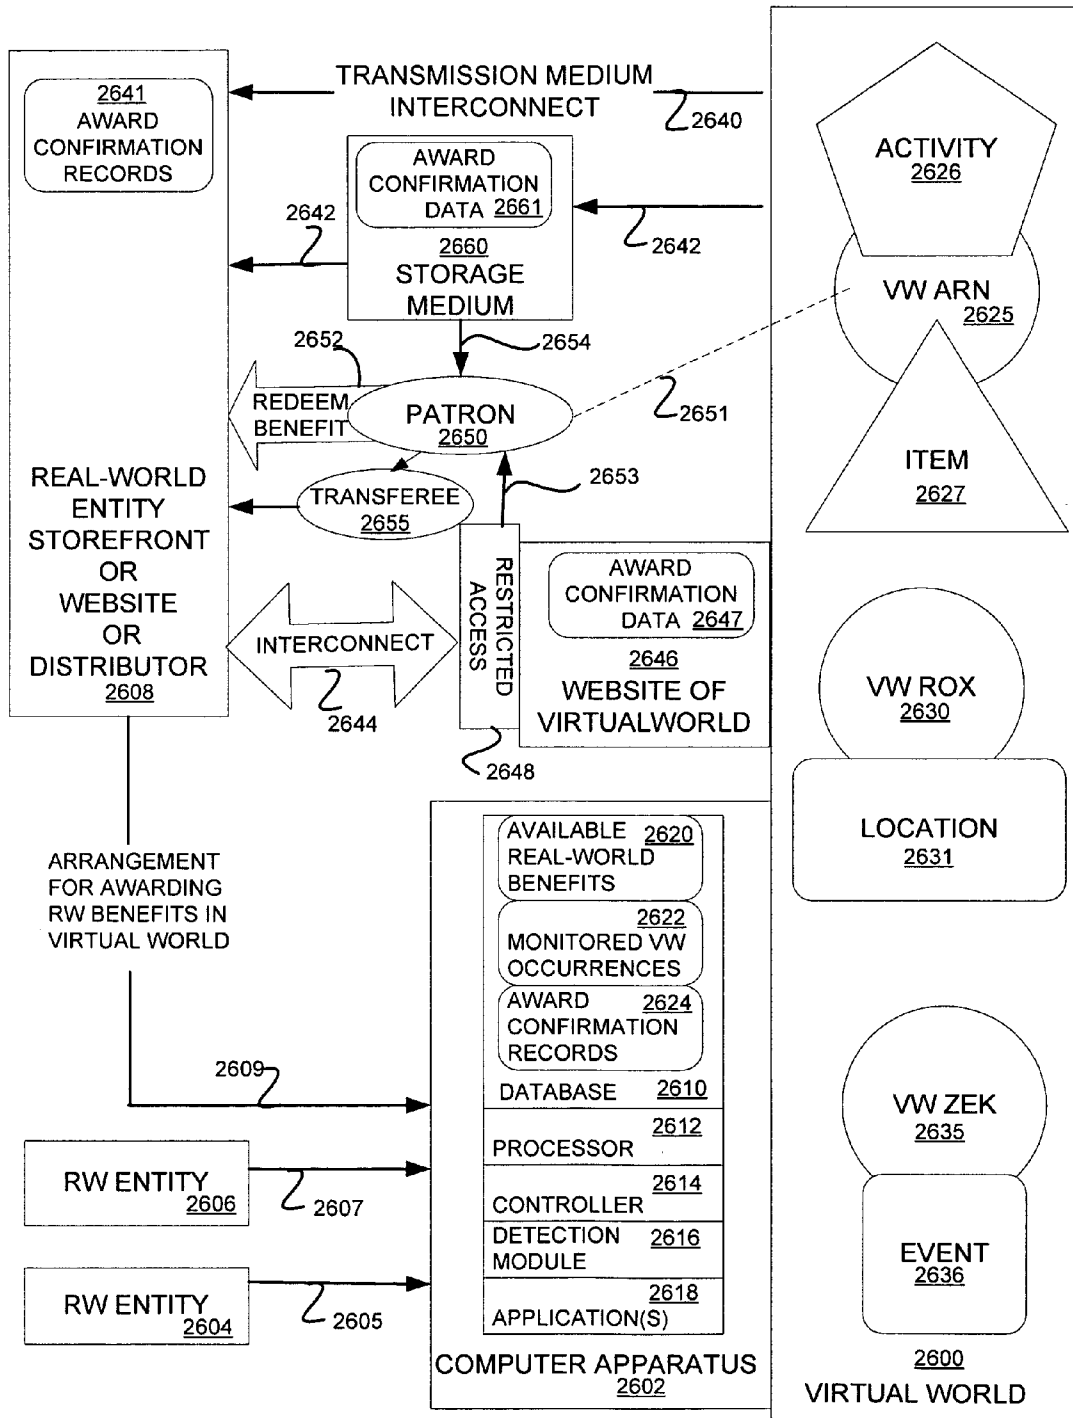 2641
AWARD
CONFIRMATION
RECORDS
REAL-WORLD
ENTITY
STOREFRONT
OR
WEBSITE
OR
DISTRIBUTOR
2608
TRANSMISSION MEDIUM
INTERCONNECT
2640
AWARD
CONFIRMATION
DATA 2661
2660
STORAGE
MEDIUM
2642
2642
2654
2652
REDEEM
BENEFIT
PATRON
2650
2651
TRANSFEREE
2655
2653
RESTRICTED
ACCESS
AWARD
CONFIRMATION
DATA 2647
2646
WEBSITE OF
VIRTUALWORLD
INTERCONNECT
2644
2648
ACTIVITY
2626
VW ARN
2625
ITEM
2627
VW ROX
2630
LOCATION
2631
VW ZEK
2635
EVENT
2636
2600
VIRTUAL WORLD
ARRANGEMENT
FOR AWARDING
RW BENEFITS IN
VIRTUAL WORLD
2609
RW ENTITY
2606
2607
RW ENTITY
2604
2605
AVAILABLE 2620
REAL-WORLD
BENEFITS
2622
MONITORED VW
OCCURRENCES
AWARD 2624
CONFIRMATION
RECORDS
DATABASE 2610
PROCESSOR 2612
CONTROLLER 2614
DETECTION 2616
MODULE
2618
APPLICATION(S)
COMPUTER APPARATUS
2602